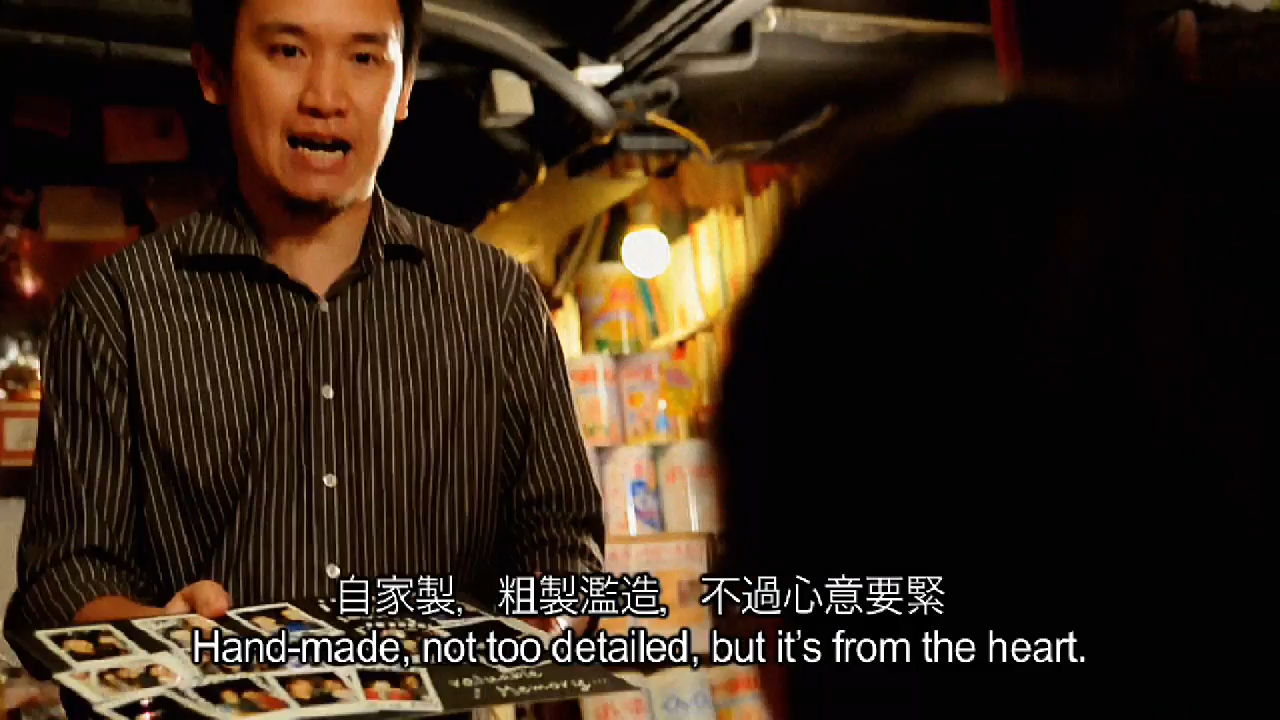 自家製, 粗製濫造, 不過心意要緊
Hand-made, not too detailed, but it's from the heart.
Memory...